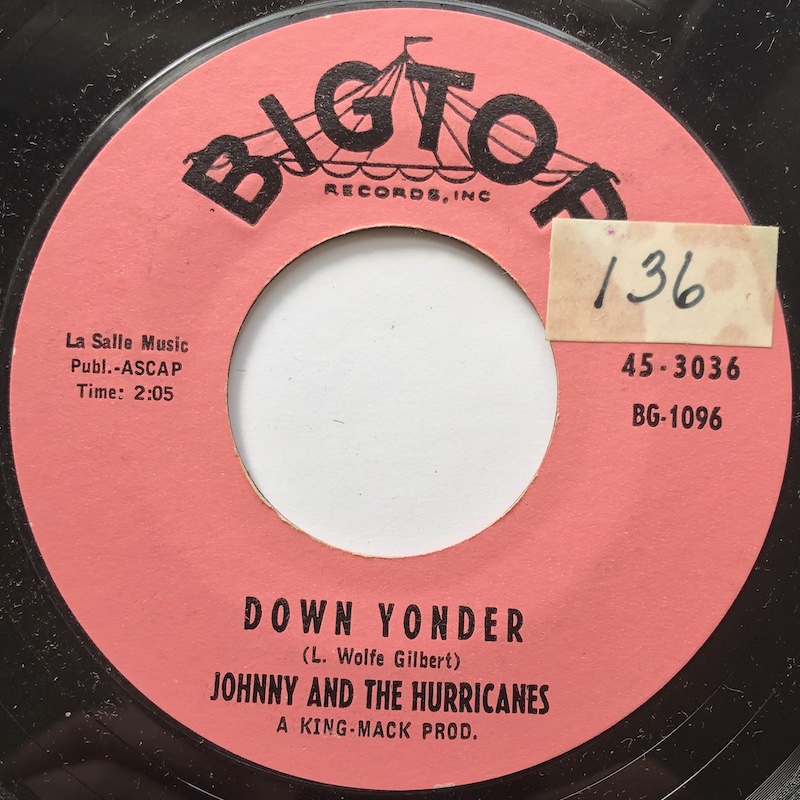 BIGTOP
RECORDS, INC
136
La Salle Music
Publ.-ASCAP
Time: 2:05
45-3036
BG-1096
DOWN YONDER
(L. Wolfe Gilbert)
JOHNNY AND THE HURRICANES
A KING-MACK PROD.